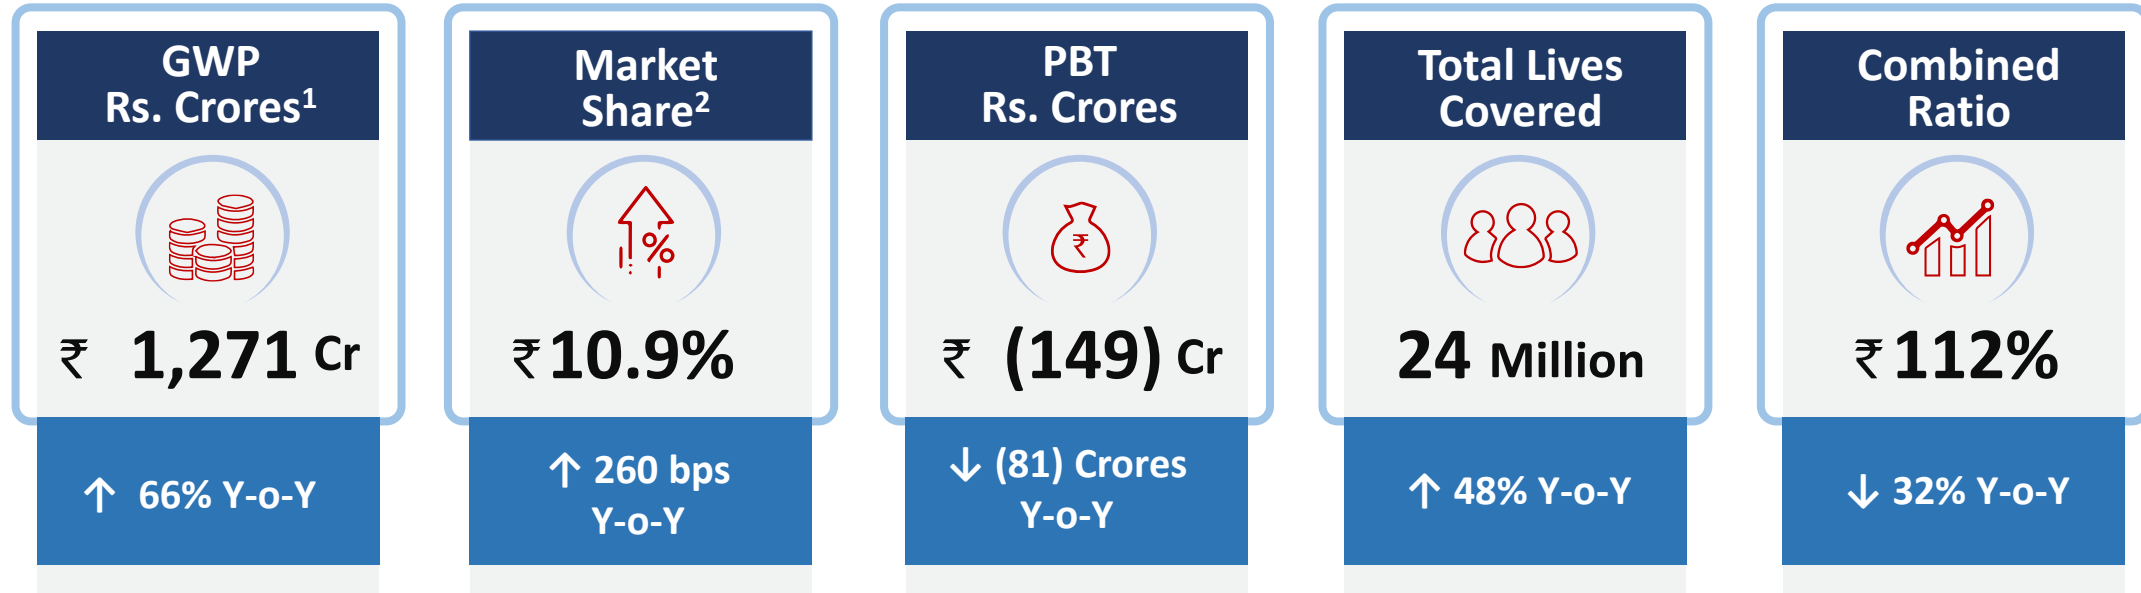 GWP
Rs. Crores¹
₹ 1,271 Cr
↑ 66% Y-o-Y
Market
Share²
%
₹ 10.9%
↑ 260 bps
Y-o-Y
PBT
Rs. Crores
₹
₹ (149) Cr
↓ (81) Crores
Y-o-Y
Total Lives
Covered
24 Million
↑ 48% Y-o-Y
Combined
Ratio
₹ 112%
↓ 32% Y-o-Y